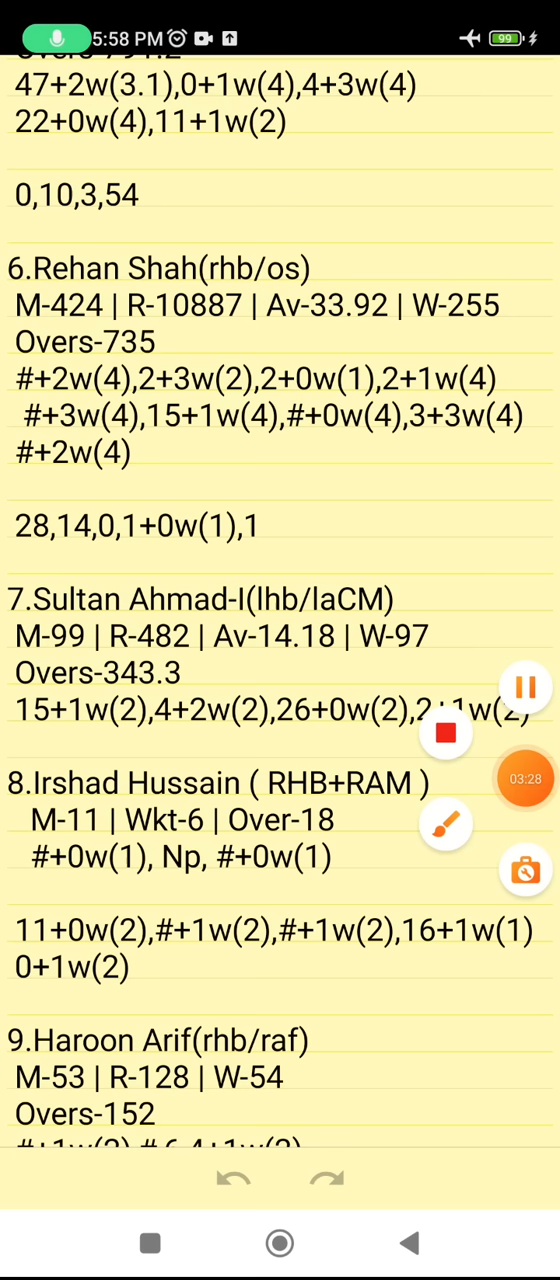 5:58 PM
99
47+2w(3.1),0+1w(4),4+3w(4)
22+0w(4),11+1w(2)
0,10,3,54
6.Rehan Shah(rhb/os)
M-424 | R-10887 | Av-33.92 | W-255
Overs-735
#+2w(4),2+3w(2),2+0w(1),2+1w(4)
#+3w(4),15+1w(4),#+0w(4),3+3w(4)
#+2w(4)
28,14,0,1+0w(1),1
7.Sultan Ahmad-I(lhb/laCM)
M-99 | R-482 | Av-14.18 | W-97
Overs-343.3
15+1w(2),4+2w(2),26+0w(2),2+1w(2)
8.Irshad Hussain ( RHB+RAM )
03:28
M-11 | Wkt-6 | Over-18
#+0w(1), Np, #+0w(1)
11+0w(2),#+1w(2),#+1w(2),16+1w(1)
0+1w(2)
9.Haroon Arif(rhb/raf)
M-53 | R-128 | W-54
Overs-152